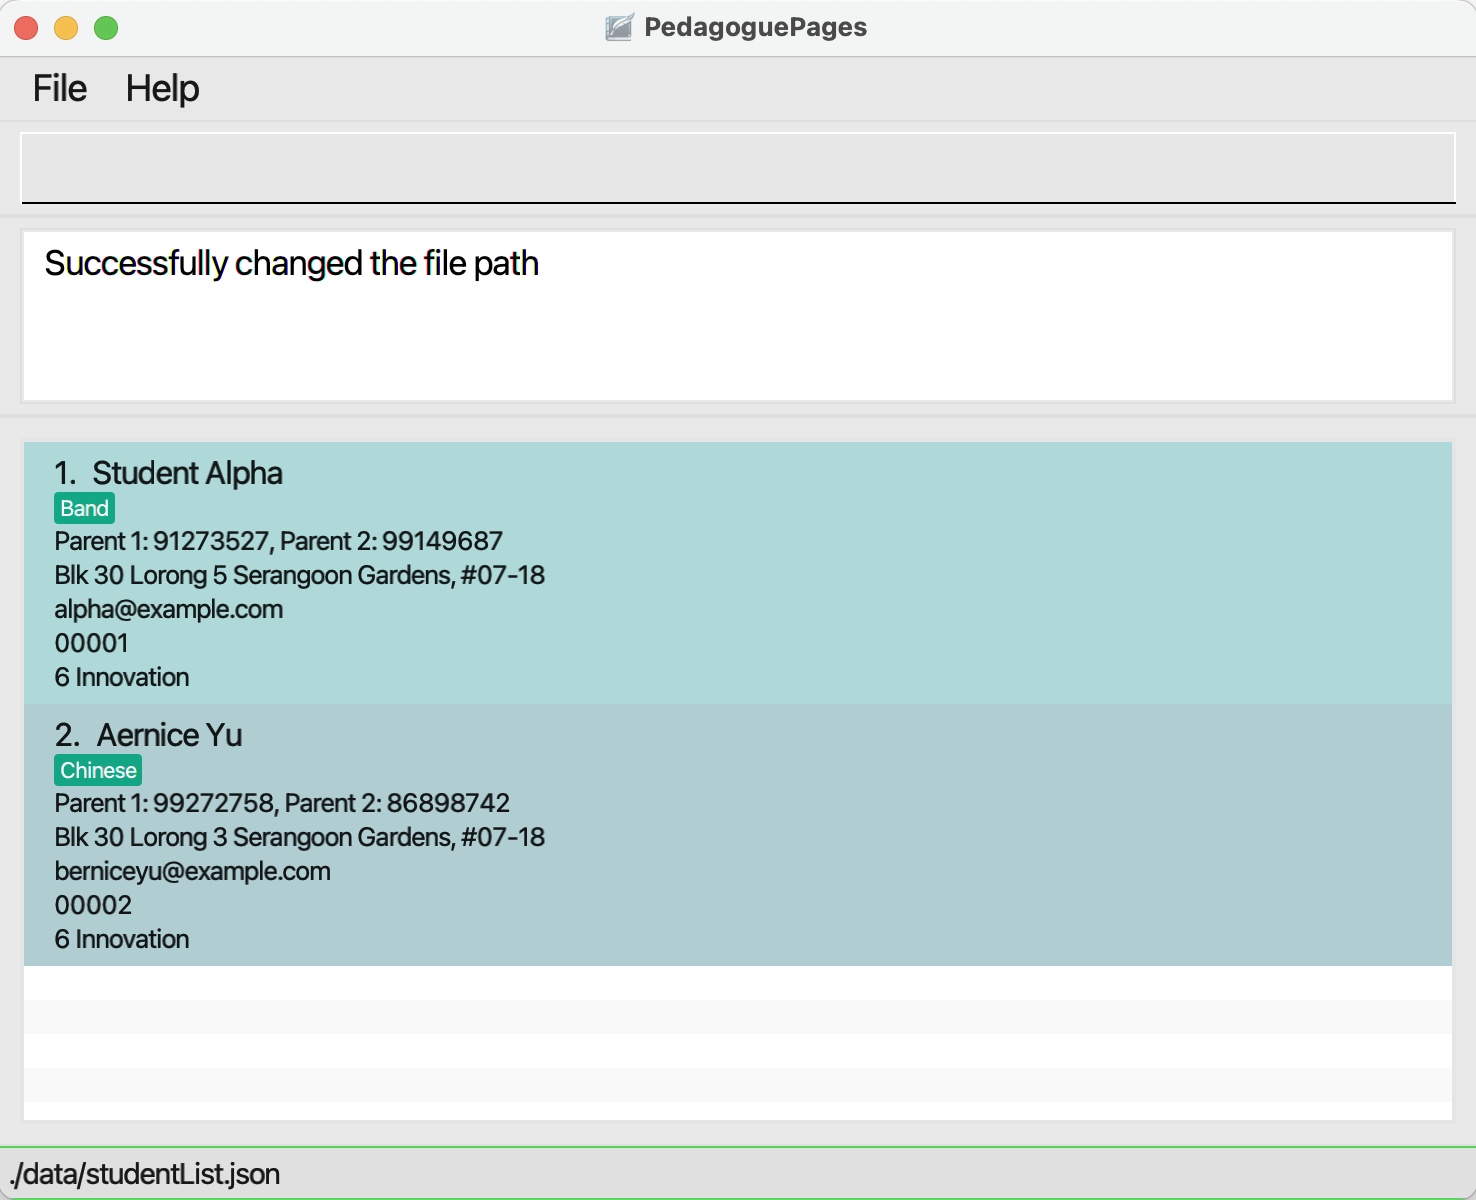 PedagoguePages
File Help
Successfully changed the file path
1. Student Alpha
Band
Parent 1: 91273527, Parent 2: 99149687
Blk 30 Lorong 5 Serangoon Gardens, #07-18
alpha@example.com
00001
6 Innovation
2. Aernice Yu
Chinese
Parent 1: 99272758, Parent 2: 86898742
Blk 30 Lorong 3 Serangoon Gardens, #07-18
berniceyu@example.com
00002
6 Innovation
./data/studentList.json